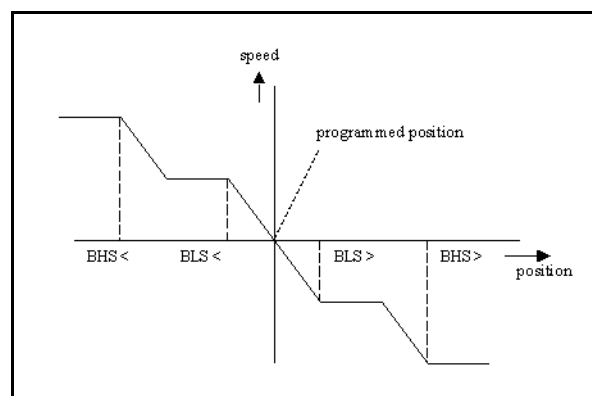 speed
programmed position
BHS < BLS < BLS > BHS >
position